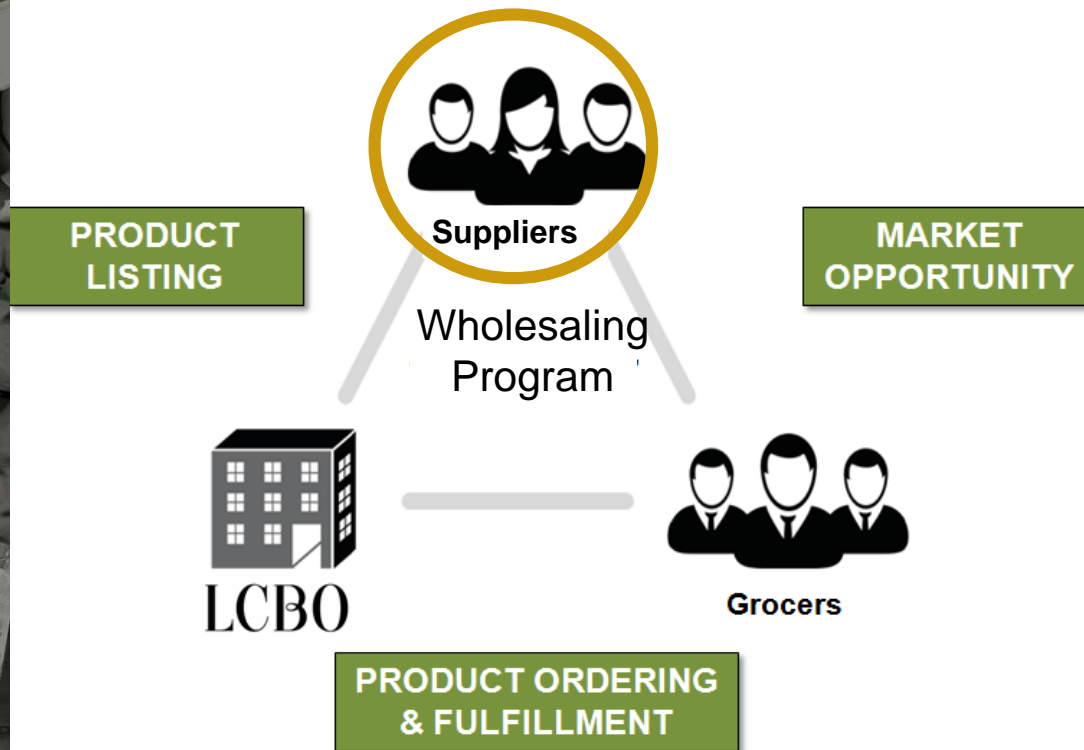 Suppliers
PRODUCT
LISTING
MARKET
OPPORTUNITY
Wholesaling
Program
LCBO
Grocers
PRODUCT ORDERING
& FULFILLMENT